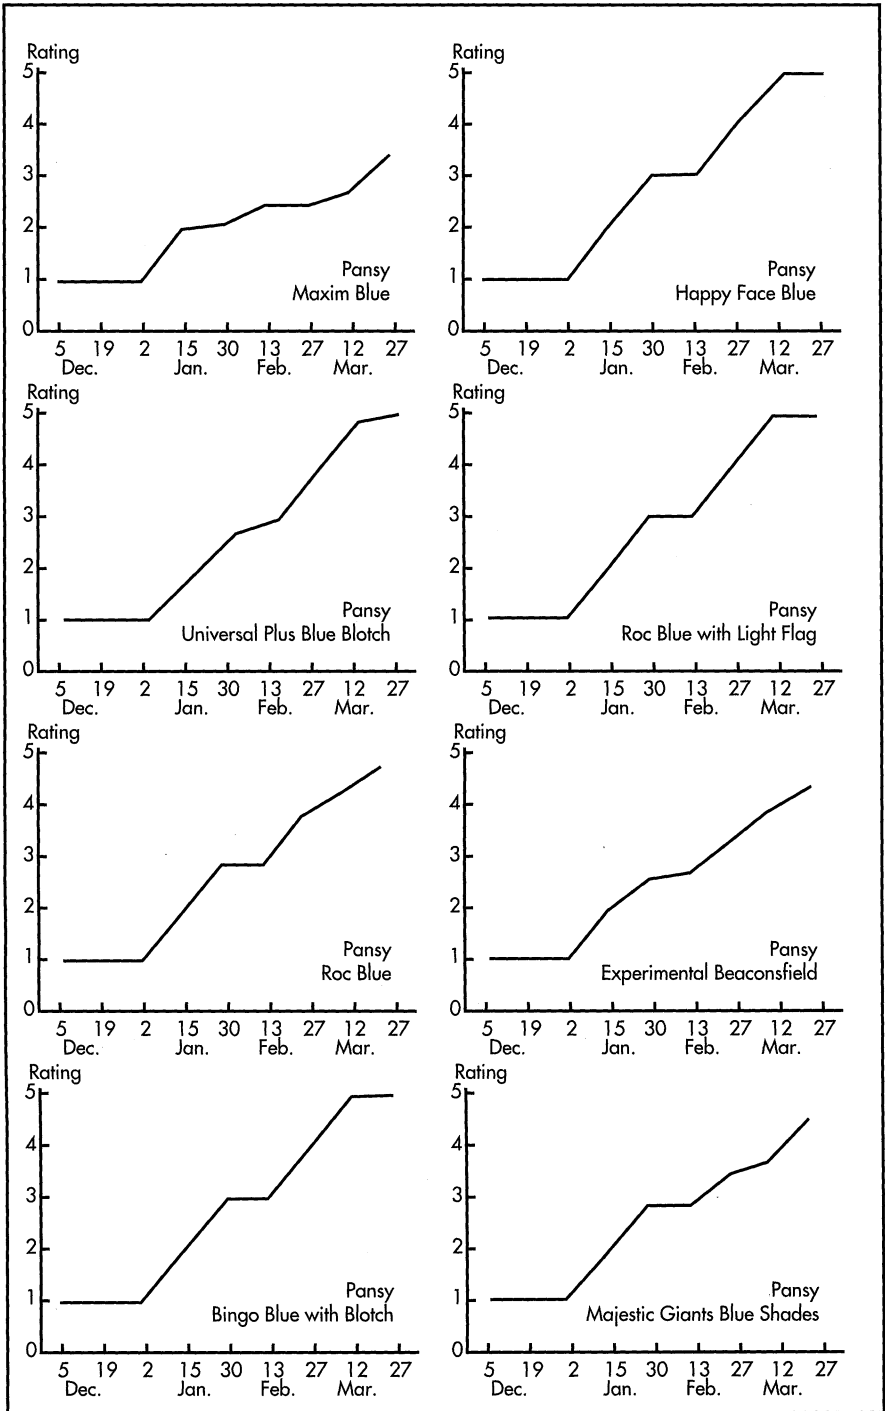 Rating
5
4
3
2
1
0
Pansy
Maxim Blue
5 19 2 15 30 13 27 12 27
Dec. Jan. Feb. Mar.
Rating
5
4
3
2
1
0
Pansy
Happy Face Blue
5 19 2 15 30 13 27 12 27
Dec. Jan. Feb. Mar.
Rating
5
4
3
2
1
0
Pansy
Universal Plus Blue Blotch
5 19 2 15 30 13 27 12 27
Dec. Jan. Feb. Mar.
Rating
5
4
3
2
1
0
Pansy
Roc Blue with Light Flag
5 19 2 15 30 13 27 12 27
Dec. Jan. Feb. Mar.
Rating
5
4
3
2
1
0
Pansy
Roc Blue
5 19 2 15 30 13 27 12 27
Dec. Jan. Feb. Mar.
Rating
5
4
3
2
1
0
Pansy
Experimental Beaconsfield
5 19 2 15 30 13 27 12 27
Dec. Jan. Feb. Mar.
Rating
5
4
3
2
1
0
Pansy
Bingo Blue with Blotch
5 19 2 15 30 13 27 12 27
Dec. Jan. Feb. Mar.
Rating
5
4
3
2
1
0
Pansy
Majestic Giants Blue Shades
5 19 2 15 30 13 27 12 27
Dec. Jan. Feb. Mar.